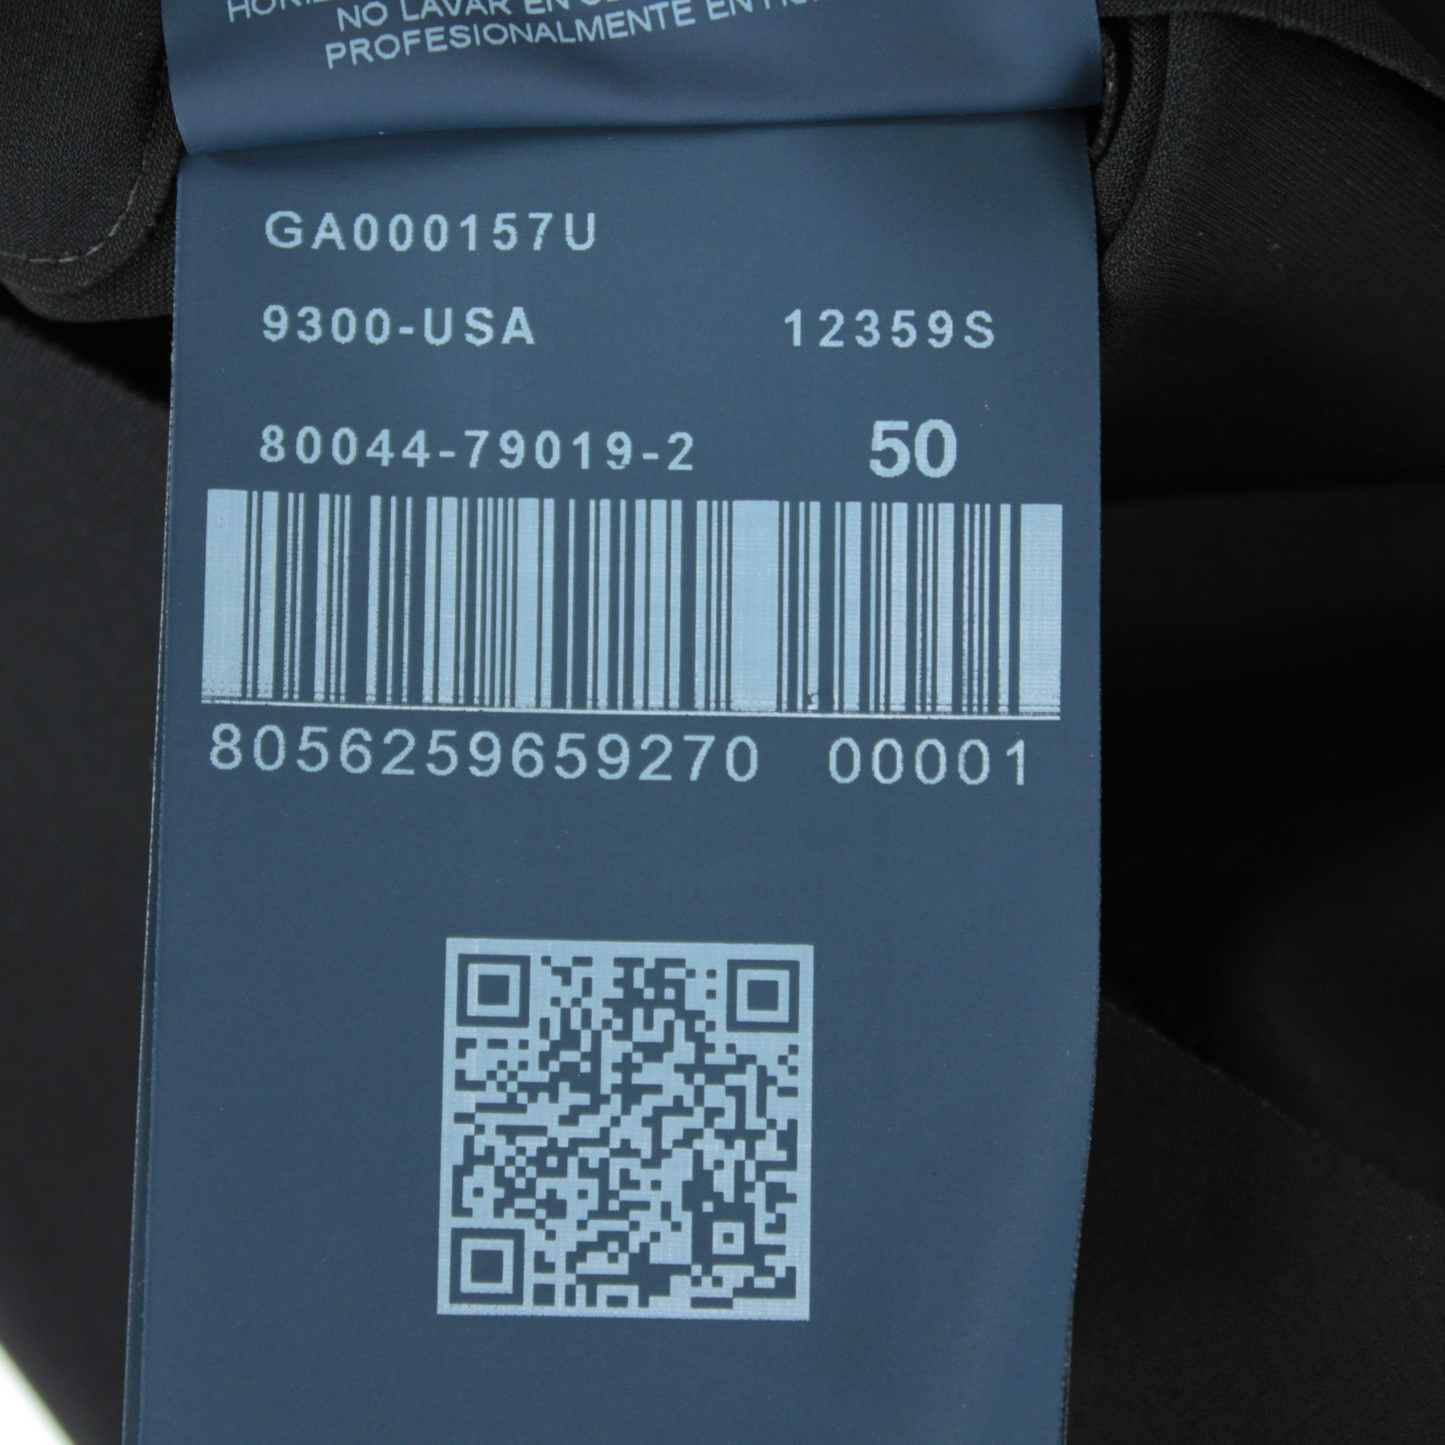 NO LAVAR EN
PROFESIONALMENTE EN
GA000157U
9300-USA 12359S
80044-79019-2 50
8056259659270 00001